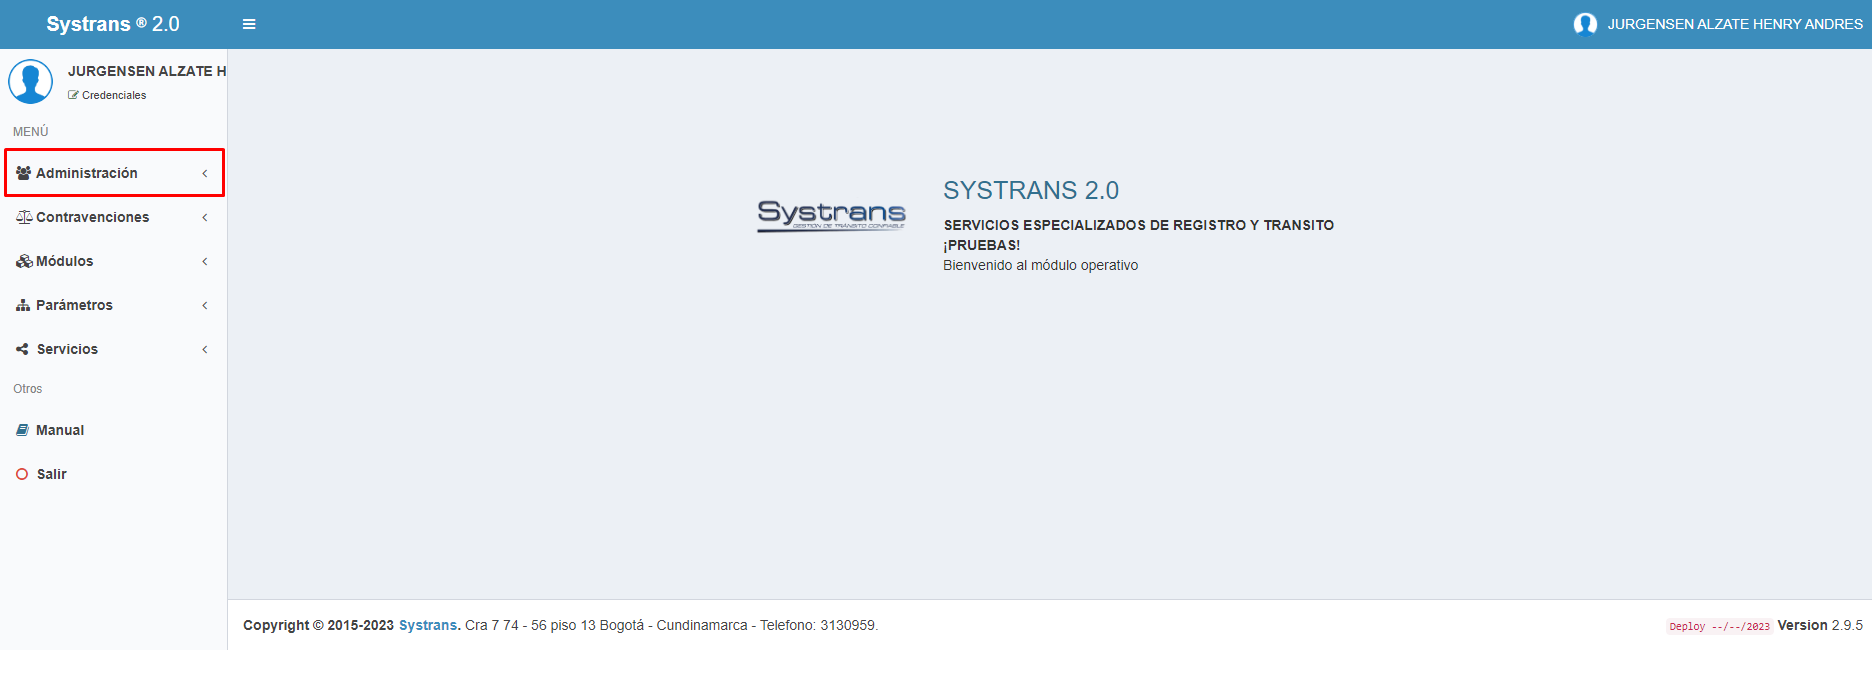 Systrans ® 2.0
JURGENSEN ALZATE HENRY ANDRES
JURGENSEN ALZATE H
Credenciales
MENÚ
Administración
Contravenciones
Módulos
Parámetros
Servicios
Otros
Manual
Salir
Systrans
GESTIÓN DE TRÁNSITO CONFIABLE
SYSTRANS 2.0
SERVICIOS ESPECIALIZADOS DE REGISTRO Y TRANSITO
¡PRUEBAS!
Bienvenido al módulo operativo
Copyright © 2015-2023 Systrans. Cra 7 74 - 56 piso 13 Bogotá - Cundinamarca - Telefono: 3130959.
Deploy --/--/2023 Version 2.9.5